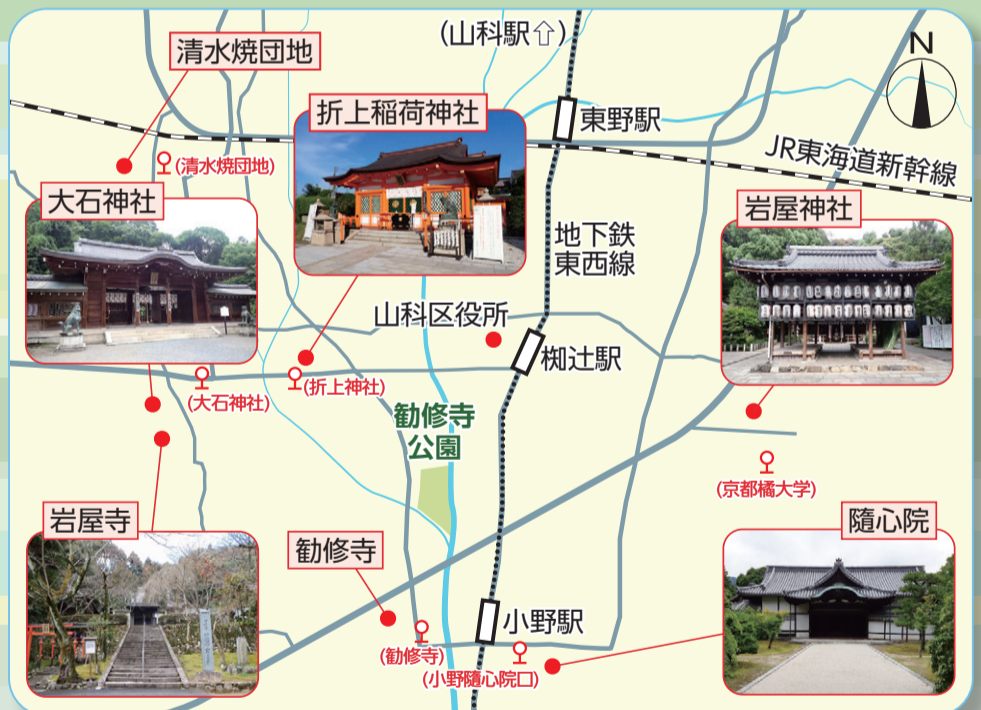 (山科駅⇧)
N
清水焼団地
折上稲荷神社
東野駅
JR東海道新幹線
(清水焼団地)
大石神社
岩屋神社
地下鉄
東西線
山科区役所
椥辻駅
(折上神社)
(大石神社)
勧修寺
公園
(京都橘大学)
岩屋寺
勧修寺
隨心院
小野駅
(勧修寺)
(小野隨心院口)